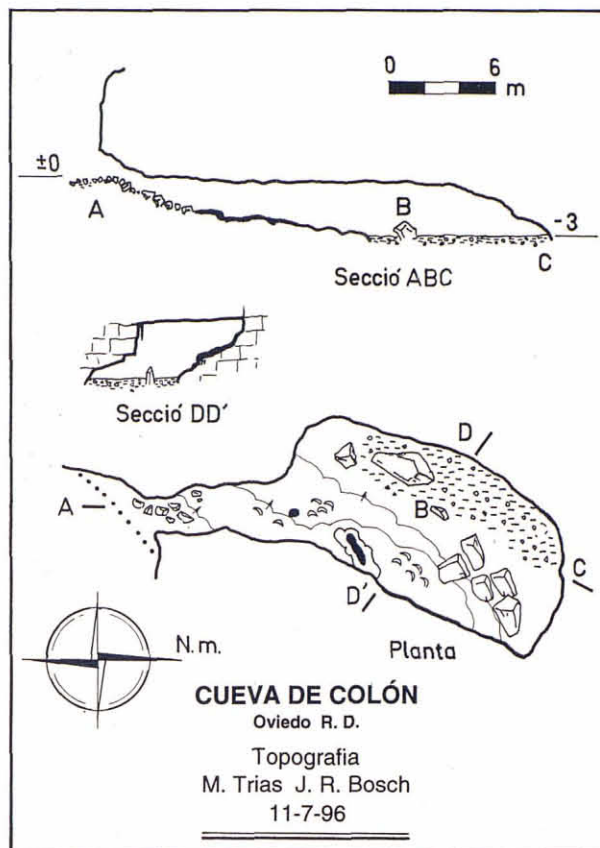 0 6
m
±0
A
B
-3
C
Secció ABC
Secció DD'
D
A
B
C
D'
Planta
N.m.
CUEVA DE COLÓN
Oviedo R. D.
Topografia
M. Trias J. R. Bosch
11-7-96